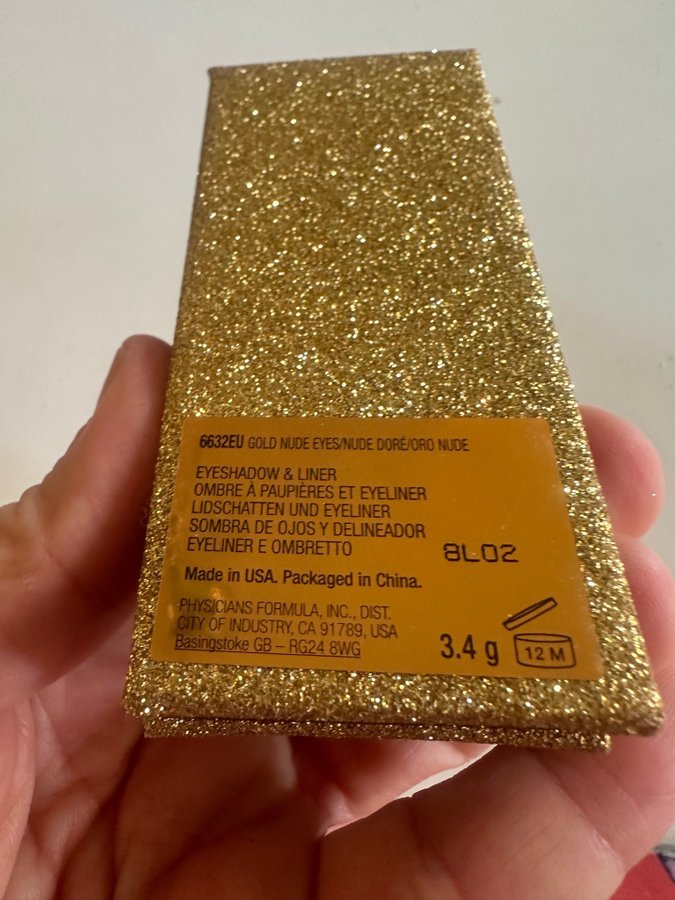 6632EU GOLD NUDE EYES/NUDE DORÉ/ORO NUDE
EYESHADOW & LINER
OMBRE À PAUPIÈRES ET EYELINER
LIDSCHATTEN UND EYELINER
SOMBRA DE OJOS Y DELINEADOR
EYELINER E OMBRETTO
8L02
Made in USA. Packaged in China.
PHYSICIANS FORMULA, INC., DIST.
CITY OF INDUSTRY, CA 91789, USA
Basingstoke GB – RG24 8WG
3.4 g
12 M